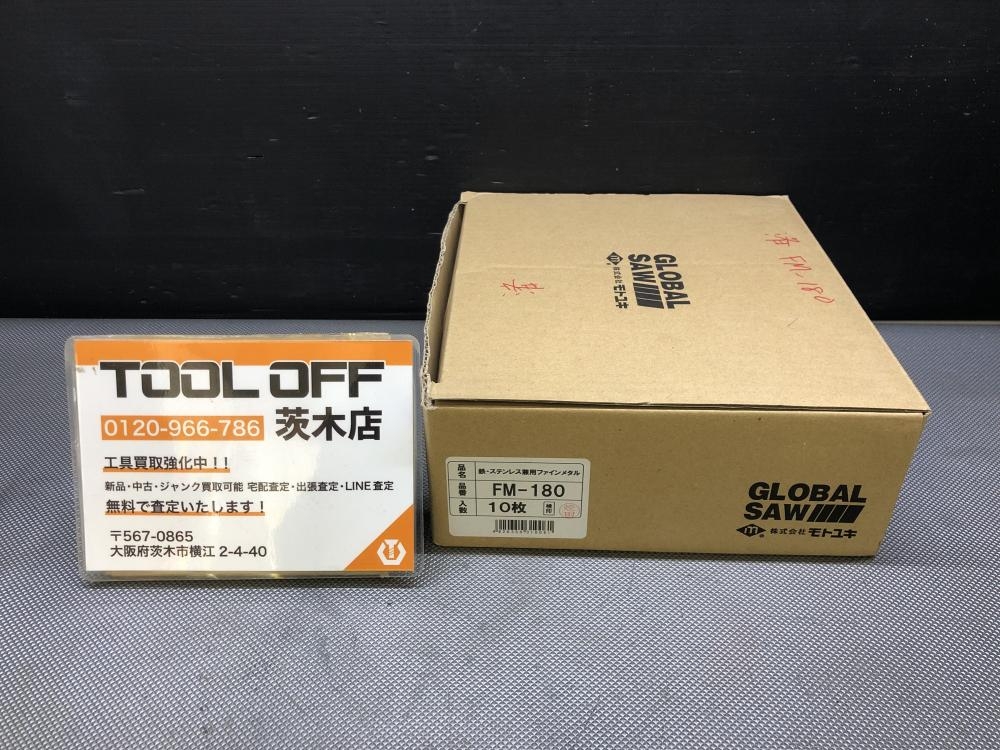 TOOL OFF
0120-966-786 茨木店
工具買取強化中！！
新品・中古・ジャンク買取可能 宅配査定・出張査定・LINE査定
無料で査定いたします！
〒567-0865
大阪府茨木市横江 2-4-40
GLOBAL
SAW
株式会社 モトユキ
FM-180
品名 鉄・ステンレス兼用ファインメタル
品番 FM-180
入数 10枚 検印
GLOBAL
SAW
株式会社 モトユキ